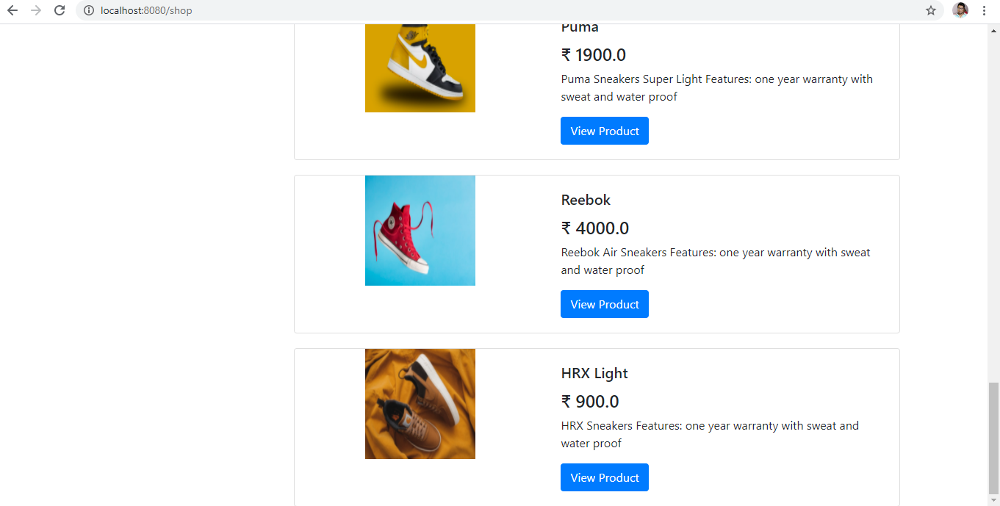 localhost:8080/shop
Puma
₹ 1900.0
Puma Sneakers Super Light Features: one year warranty with
sweat and water proof
View Product
Reebok
₹ 4000.0
Reebok Air Sneakers Features: one year warranty with sweat
and water proof
View Product
HRX Light
₹ 900.0
HRX Sneakers Features: one year warranty with sweat and
water proof
View Product